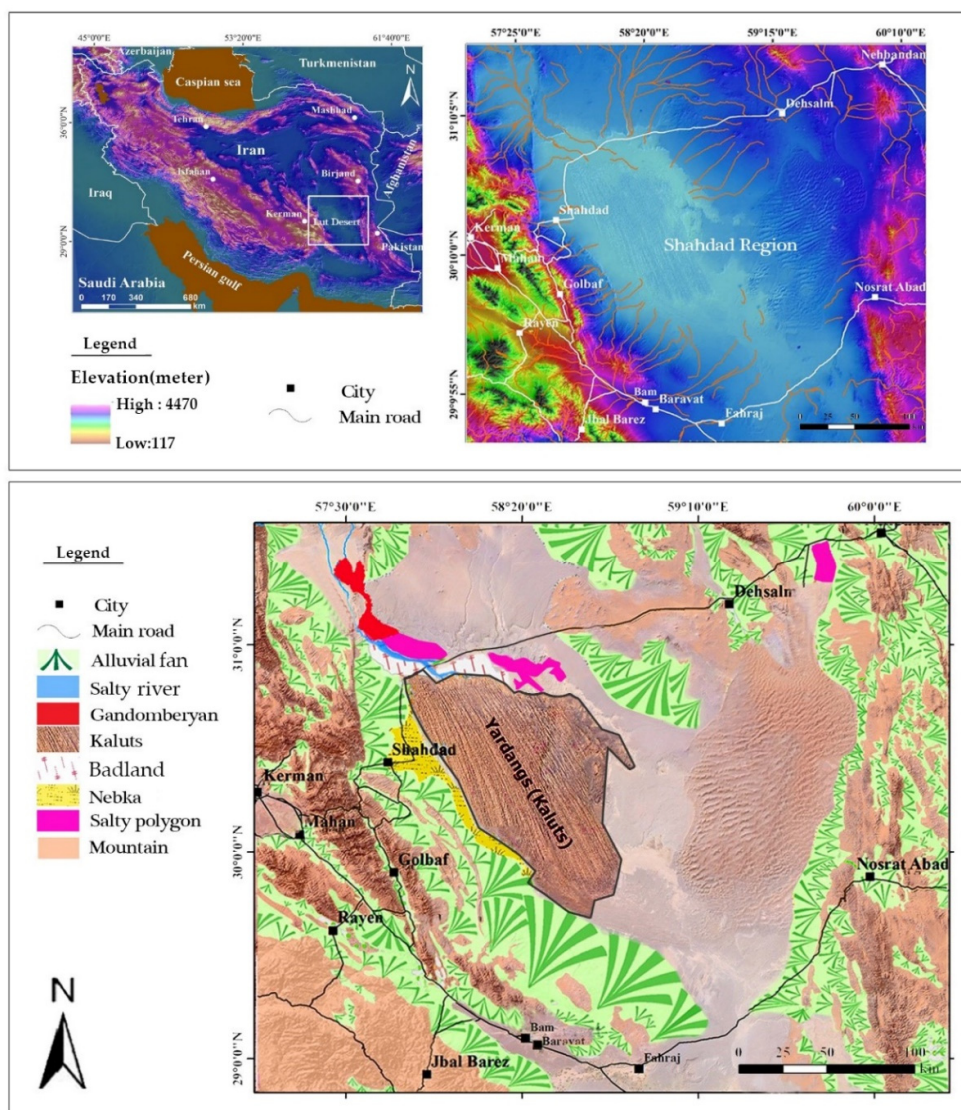 45°0'0"E
53°20'0"E
61°40'0"E
Azerbaijan
Caspian sea
Turkmenistan
N
Mashhad
36°0'0"N
Tehran
Iran
Afghanistan
Isfahan
Birjand
Iraq
Kerman
Lut Desert
29°0'0"N
Pakistan
Persian gulf
Saudi Arabia
0 170 340 680
km
Legend
Elevation(meter)
High : 4470
Low:117
City
Main road
57°25'0"E
58°20'0"E
59°15'0"E
60°10'0"E
Nehbandan
31°10'5"N
Dehsalm
Shahdad
Kerman
Shahdad Region
30°10'0"N
Mahan
Golbaf
Nosrat Abad
Rayen
29°9'55"N
Bam
Baravat
Jbal Barez
Fahraj
0 25 50 100
57°30'0"E
58°20'0"E
59°10'0"E
60°0'0"E
Legend
City
Main road
Alluvial fan
Salty river
Gandomberyan
Kaluts
Badland
Nebka
Salty polygon
Mountain
N
Dehsalm
31°0'0"N
Shahdad
Yardangs (Kaluts)
Kerman
Mahan
30°0'0"N
Golbaf
Nosrat Abad
Rayen
Bam
Baravat
29°0'0"N
Jbal Barez
Fahraj
0 25 50 100
km